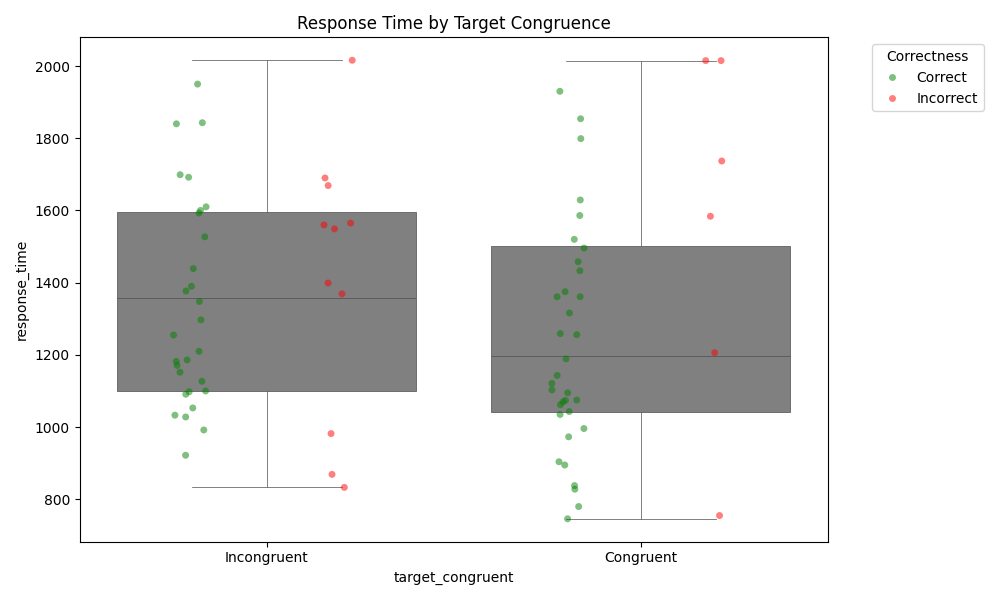 Response Time by Target Congruence
Correctness
Correct
Incorrect
response_time
2000
1800
1600
1400
1200
1000
800
Incongruent
Congruent
target_congruent